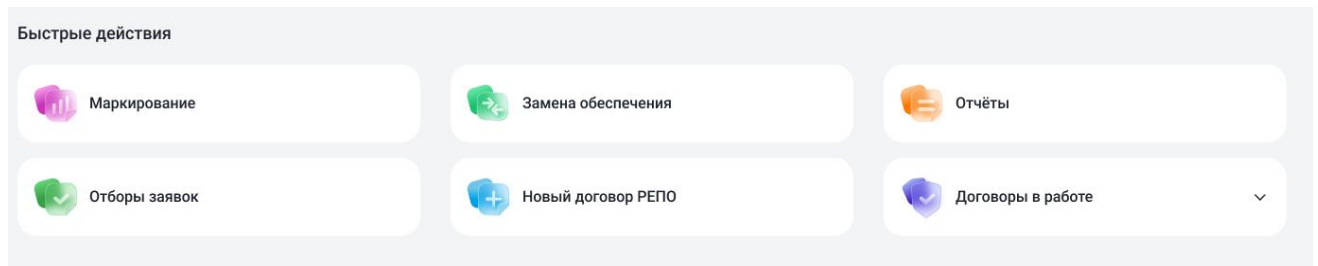 Быстрые действия
Маркирование
Замена обеспечения
Отчёты
Отборы заявок
Новый договор РЕПО
Договоры в работе